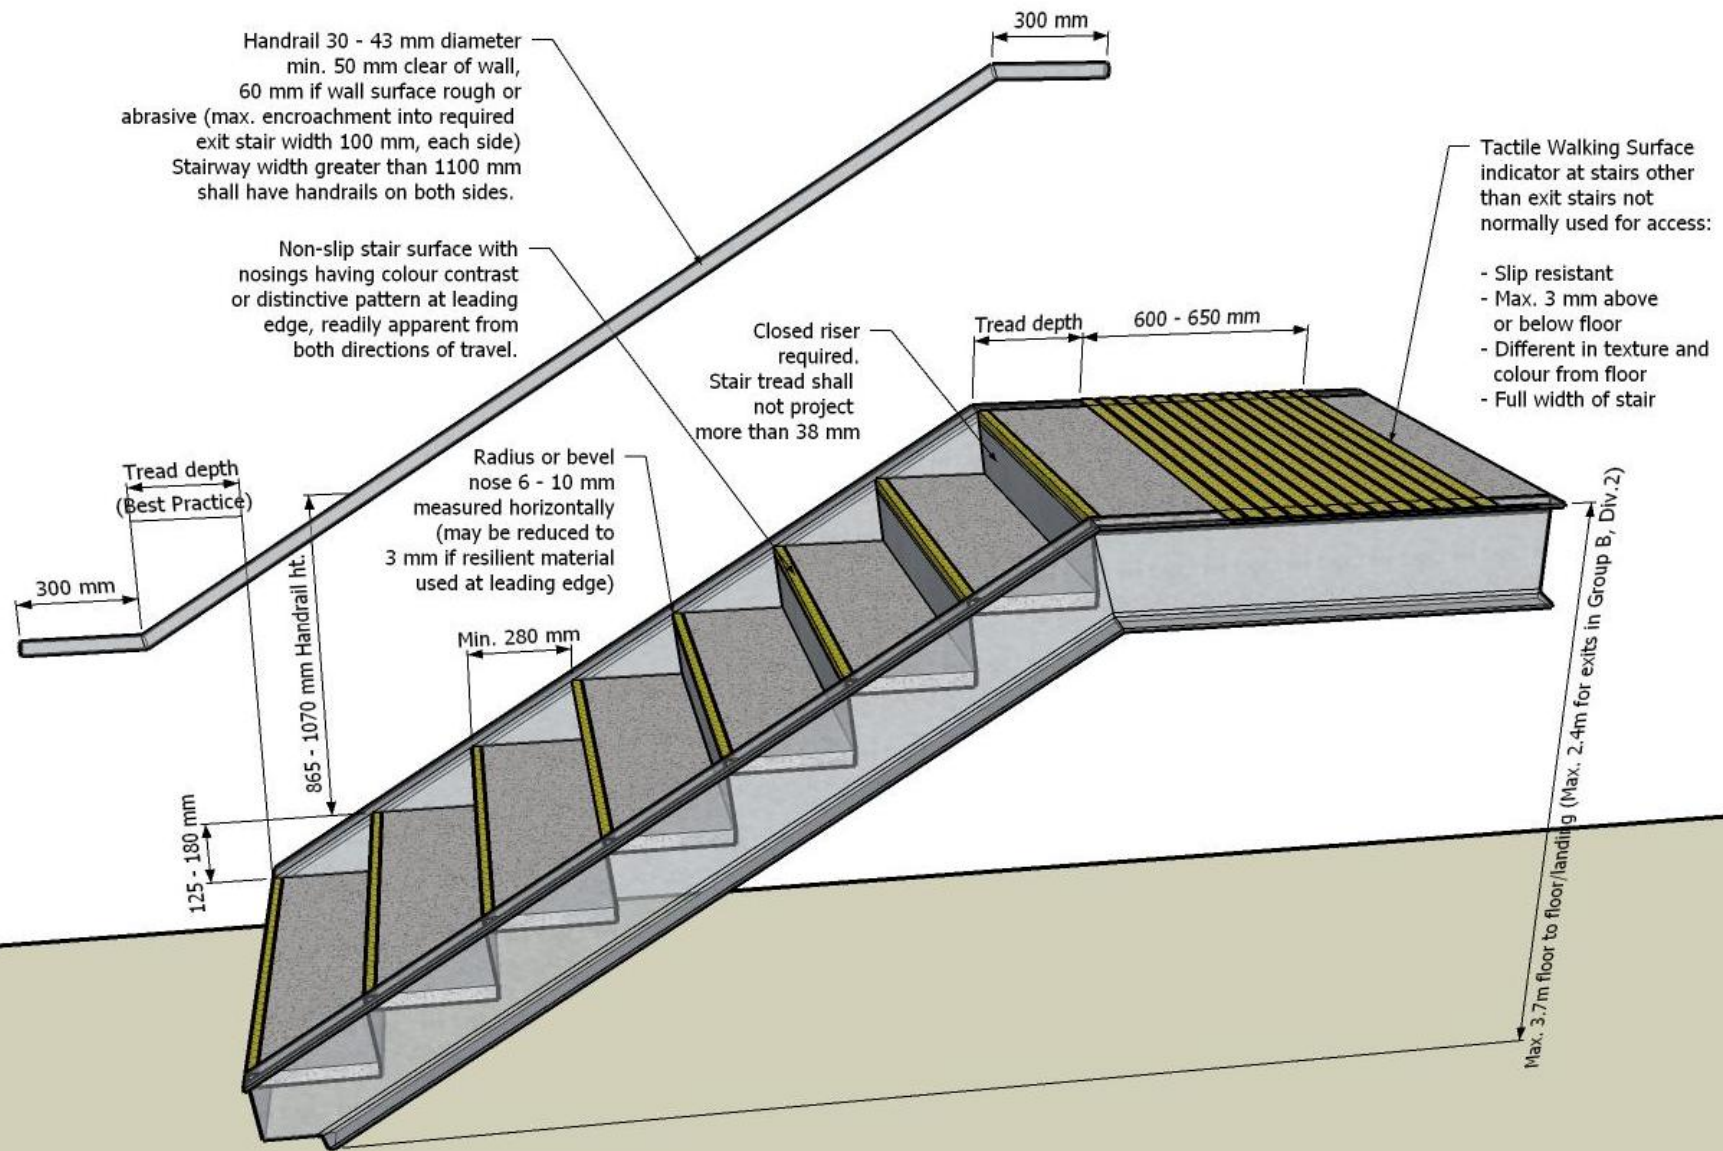 300 mm
Handrail 30 - 43 mm diameter
min. 50 mm clear of wall,
60 mm if wall surface rough or
abrasive (max. encroachment into required
exit stair width 100 mm, each side)
Stairway width greater than 1100 mm
shall have handrails on both sides.
Tactile Walking Surface
indicator at stairs other
than exit stairs not
normally used for access:
- Slip resistant
- Max. 3 mm above
or below floor
- Different in texture and
colour from floor
- Full width of stair
Non-slip stair surface with
nosings having colour contrast
or distinctive pattern at leading
edge, readily apparent from
both directions of travel.
Closed riser
required.
Stair tread shall
not project
more than 38 mm
Tread depth
600 - 650 mm
Radius or bevel
nose 6 - 10 mm
measured horizontally
(may be reduced to
3 mm if resilient material
used at leading edge)
Tread depth
(Best Practice)
300 mm
865 - 1070 mm Handrail ht.
Min. 280 mm
125 - 180 mm
Max. 3.7m floor to floor/landing (Max. 2.4m for exits in Group B, Div.2)